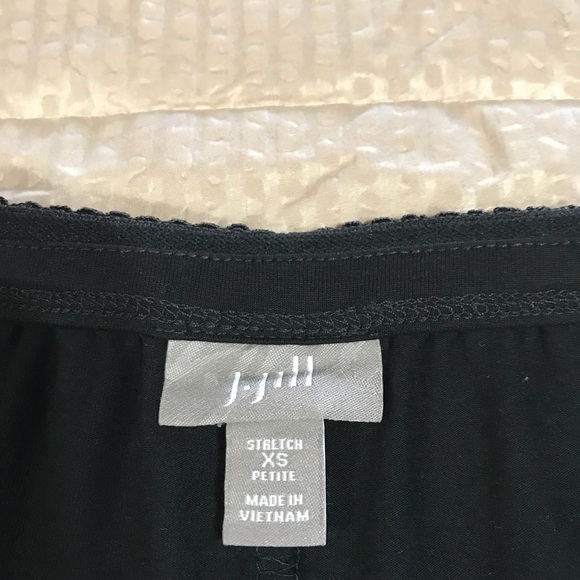 J.Jill
STRETCH
XS
PETITE
MADE IN
VIETNAM